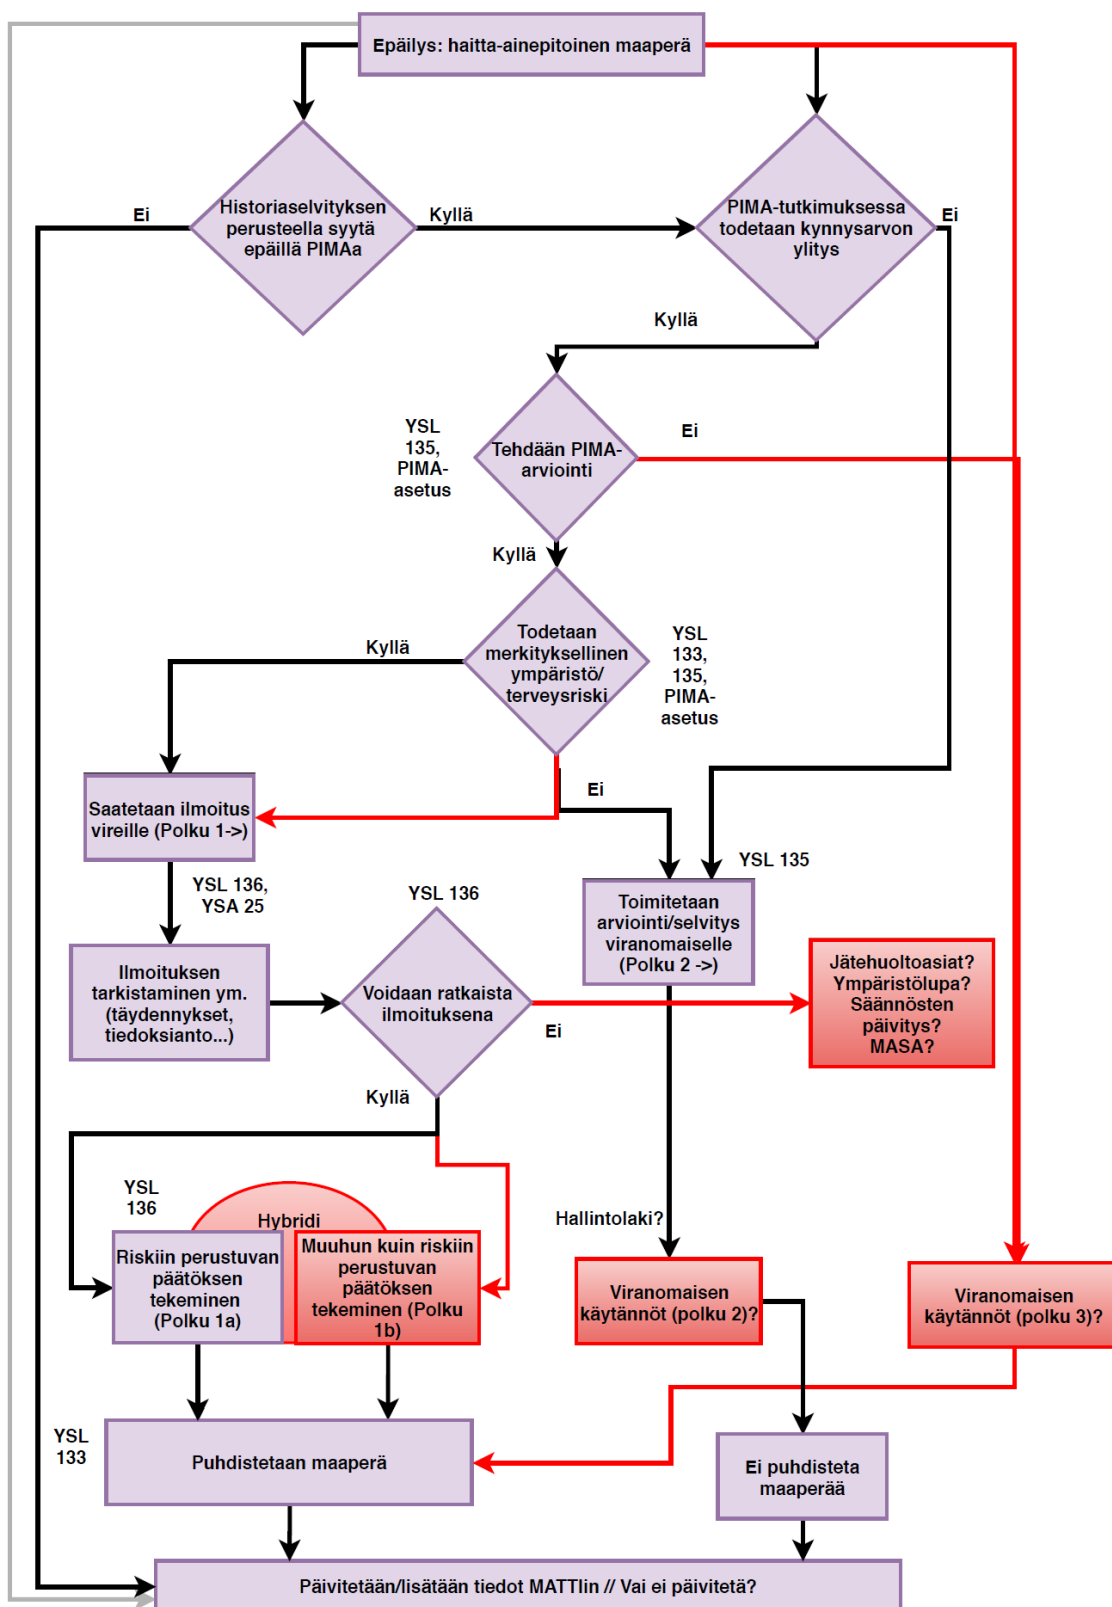 Epäilys: haitta-ainepitoinen maaperä
Ei
Historiaselvityksen
perusteella syytä
epäillä PIMAa
Kyllä
PIMA-tutkimuksessa
todetaan kynnysarvon
ylitys
Ei
Kyllä
YSL
135,
PIMA-
asetus
Tehdään PIMA-
arviointi
Ei
Kyllä
Kyllä
Todetaan
merkityksellinen
ympäristö/
terveysriski
YSL
133,
135,
PIMA-
asetus
Saatetaan ilmoitus
vireille (Polku 1->)
Ei
YSL 135
YSL 136,
YSA 25
YSL 136
Toimitetaan
arviointi/selvitys
viranomaiselle
(Polku 2 ->)
Ilmoituksen
tarkistaminen ym.
(täydennykset,
tiedoksianto...)
Voidaan ratkaista
ilmoituksena
Ei
Jätehuoltoasiat?
Ympäristölupa?
Säännösten
päivitys?
MASA?
Kyllä
YSL
136
Hybridi
Hallintolaki?
Riskiin perustuvan
päätöksen
tekeminen
(Polku 1a)
Muuhun kuin riskiin
perustuvan
päätöksen
tekeminen (Polku
1b)
Viranomaisen
käytännöt (polku 2)?
Viranomaisen
käytännöt (polku 3)?
YSL
133
Puhdistetaan maaperä
Ei puhdisteta
maaperää
Päivitetään/lisätään tiedot MATTIin // Vai ei päivitetä?